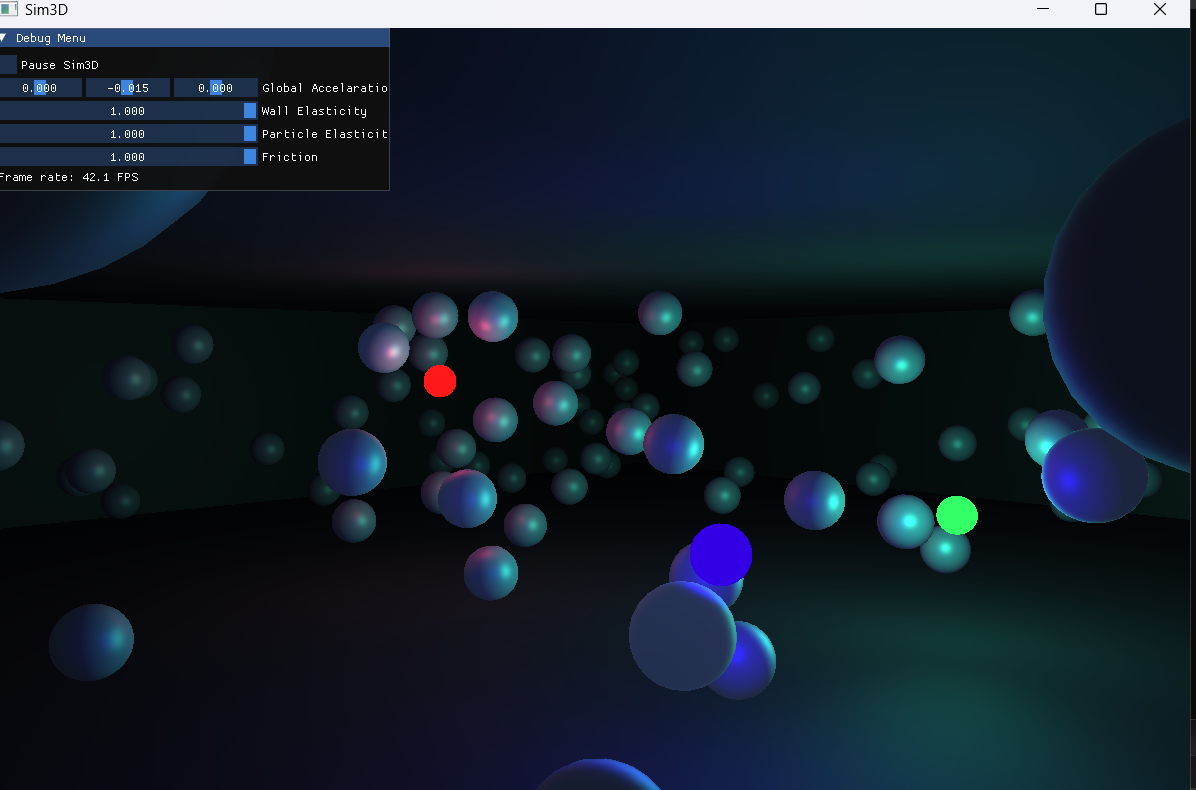 Sim3D
Debug Menu
Pause Sim3D
0.000 -0.015 0.000 Global Accelaratio
1.000 Wall Elasticity
1.000 Particle Elasticit
1.000 Friction
Frame rate: 42.1 FPS